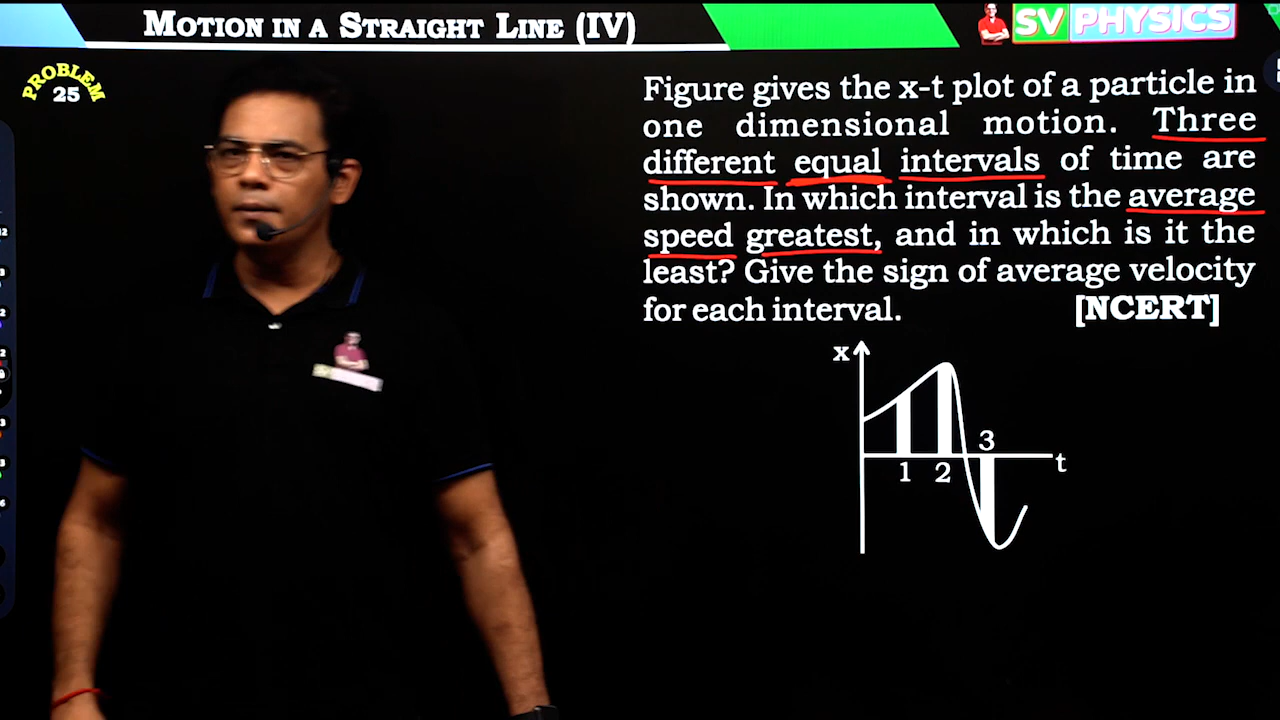 MOTION IN A STRAIGHT LINE (IV)
SV PHYSICS
PROBLEM
25
Figure gives the x-t plot of a particle in
one dimensional motion. Three
different equal intervals of time are
shown. In which interval is the average
speed greatest, and in which is it the
least? Give the sign of average velocity
for each interval. [NCERT]
x
3
t
1 2